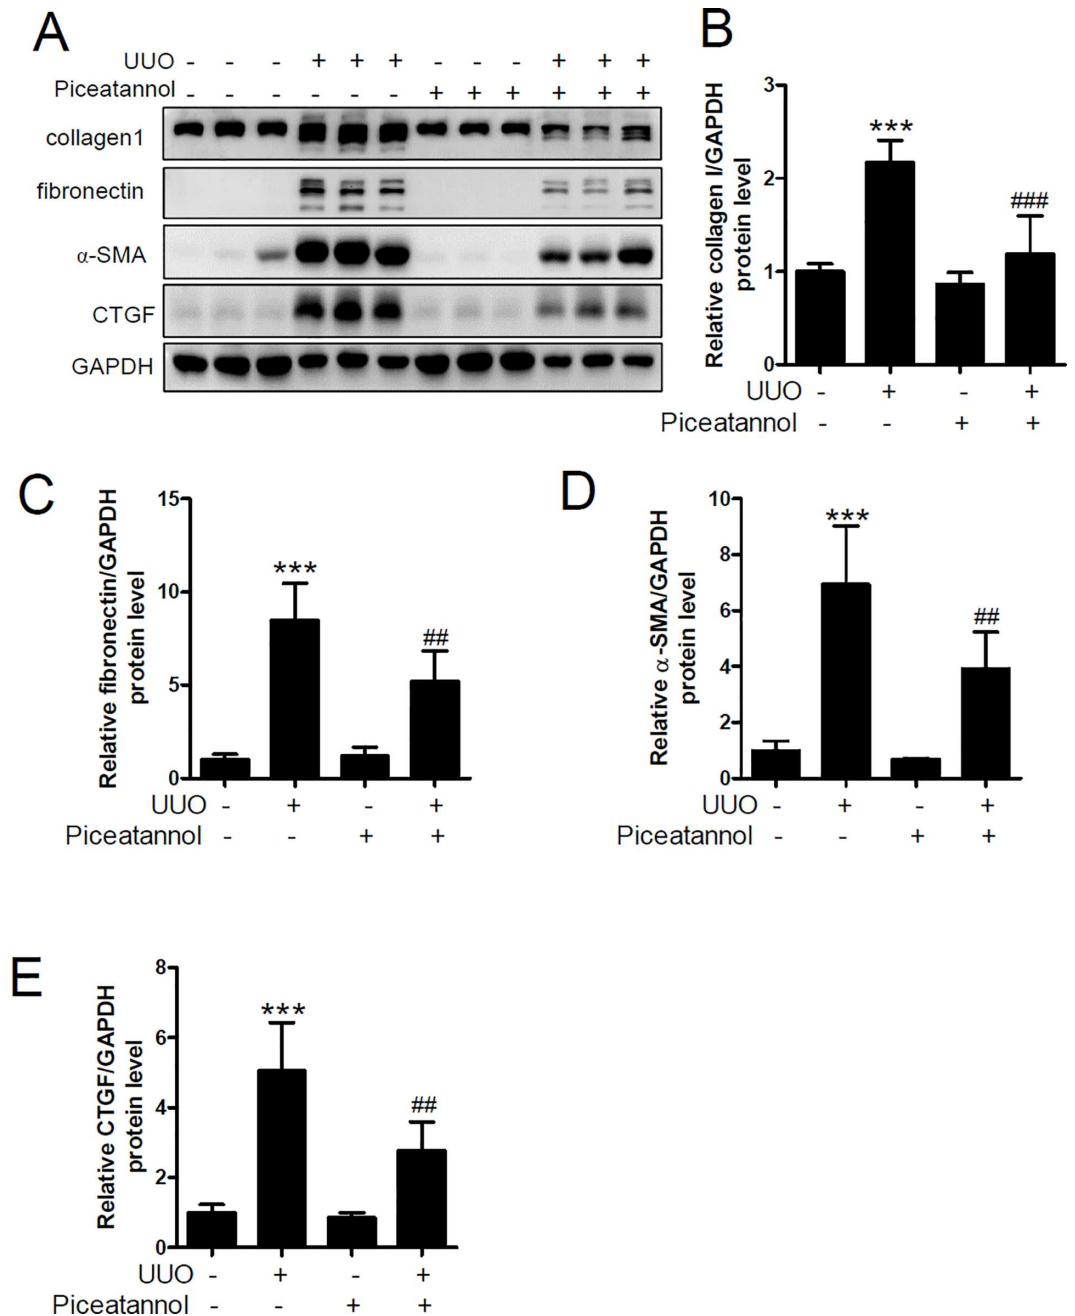 A
UUO - - - + + + - - - + + +
Piceatannol - - - - - - + + + + + +
collagen1
fibronectin
α-SMA
CTGF
GAPDH
B
Relative collagen I/GAPDH
protein level
3
2
1
0
***
###
UUO - + - +
Piceatannol - - + +
C
Relative fibronectin/GAPDH
protein level
15
10
5
0
***
##
UUO - + - +
Piceatannol - - + +
D
Relative α-SMA/GAPDH
protein level
10
8
6
4
2
0
***
##
UUO - + - +
Piceatannol - - + +
E
Relative CTGF/GAPDH
protein level
8
6
4
2
0
***
##
UUO - + - +
Piceatannol - - + +